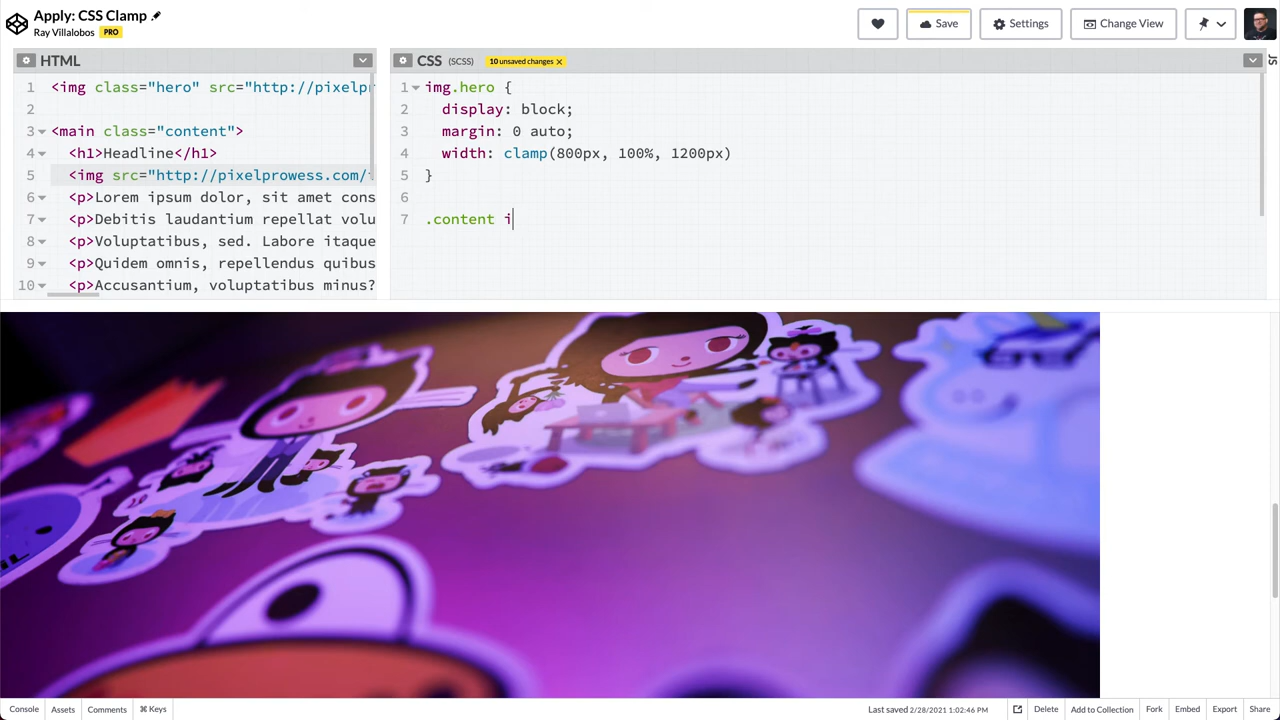 Apply: CSS Clamp
Ray Villalobos PRO
Save
Settings
Change View
HTML
1 <img class="hero" src="http://pixelpr
2
3 <main class="content">
4 <h1>Headline</h1>
5 <img src="http://pixelprowess.com/
6 <p>Lorem ipsum dolor, sit amet cons
7 <p>Debitis laudantium repellat volu
8 <p>Voluptatibus, sed. Labore itaque
9 <p>Quidem omnis, repellendus quibus
10 <p>Accusantium, voluptatibus minus?
CSS (SCSS) 10 unsaved changes ×
1 img.hero {
2 display: block;
3 margin: 0 auto;
4 width: clamp(800px, 100%, 1200px)
5 }
6
7 .content i
JS
Console Assets Comments ⌘ Keys
Last saved 2/28/2021 1:02:46 PM
Delete Add to Collection Fork Embed Export Share